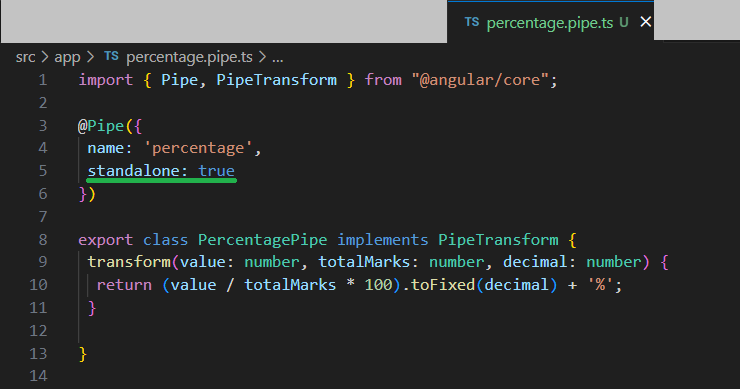 TS percentage.pipe.ts U ×
src > app > TS percentage.pipe.ts > ...
1 import { Pipe, PipeTransform } from "@angular/core";
2
3 @Pipe({
4 name: 'percentage',
5 standalone: true
6 })
7
8 export class PercentagePipe implements PipeTransform {
9 transform(value: number, totalMarks: number, decimal: number) {
10 return (value / totalMarks * 100).toFixed(decimal) + '%';
11 }
12
13 }
14